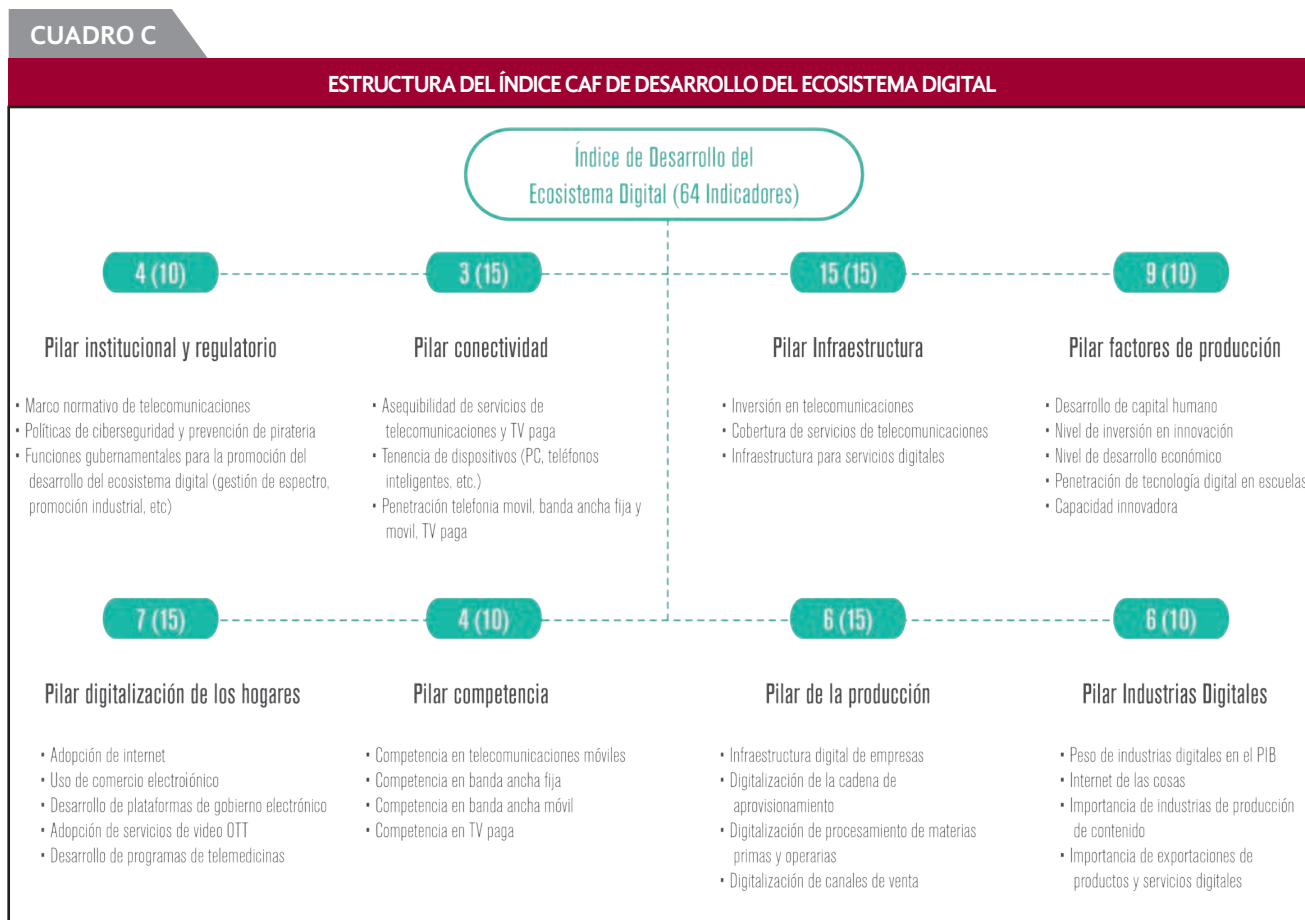 CUADRO C
ESTRUCTURA DEL ÍNDICE CAF DE DESARROLLO DEL ECOSISTEMA DIGITAL
Índice de Desarrollo del
Ecosistema Digital (64 Indicadores)
4 (10)
Pilar institucional y regulatorio
• Marco normativo de telecomunicaciones
• Políticas de ciberseguridad y prevención de pirateria
• Funciones gubernamentales para la promoción del
desarrollo del ecosistema digital (gestión de espectro,
promoción industrial, etc)
3 (15)
Pilar conectividad
• Asequibilidad de servicios de
telecomunicaciones y TV paga
• Tenencia de dispositivos (PC, teléfonos
inteligentes, etc.)
• Penetración telefonia movil, banda ancha fija y
movil, TV paga
15 (15)
Pilar Infraestructura
• Inversión en telecomunicaciones
• Cobertura de servicios de telecomunicaciones
• Infraestructura para servicios digitales
9 (10)
Pilar factores de producción
• Desarrollo de capital humano
• Nivel de inversión en innovación
• Nivel de desarrollo económico
• Penetración de tecnología digital en escuelas
• Capacidad innovadora
7 (15)
Pilar digitalización de los hogares
• Adopción de internet
• Uso de comercio electroiónico
• Desarrollo de plataformas de gobierno electrónico
• Adopción de servicios de video OTT
• Desarrollo de programas de telemedicinas
4 (10)
Pilar competencia
• Competencia en telecomunicaciones móviles
• Competencia en banda ancha fija
• Competencia en banda ancha móvil
• Competencia en TV paga
6 (15)
Pilar de la producción
• Infraestructura digital de empresas
• Digitalización de la cadena de
aprovisionamiento
• Digitalización de procesamiento de materias
primas y operarias
• Digitalización de canales de venta
6 (10)
Pilar Industrias Digitales
• Peso de industrias digitales en el PIB
• Internet de las cosas
• Importancia de industrias de producción
de contenido
• Importancia de exportaciones de
productos y servicios digitales